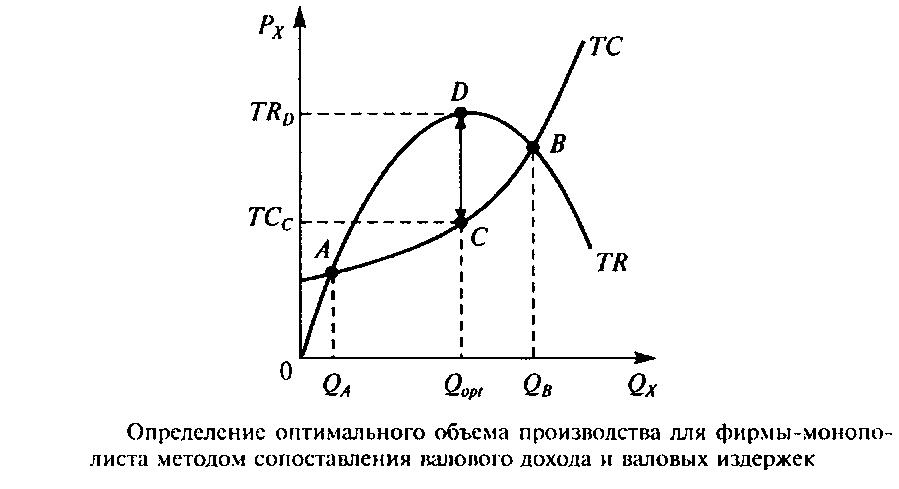 P_X
TC
D
TR_D
B
TC_C
C
A
TR
0
Q_A
Q_opt
Q_B
Q_X
Определение оптимального объема производства для фирмы-монопо-
листа методом сопоставления валового дохода и валовых издержек